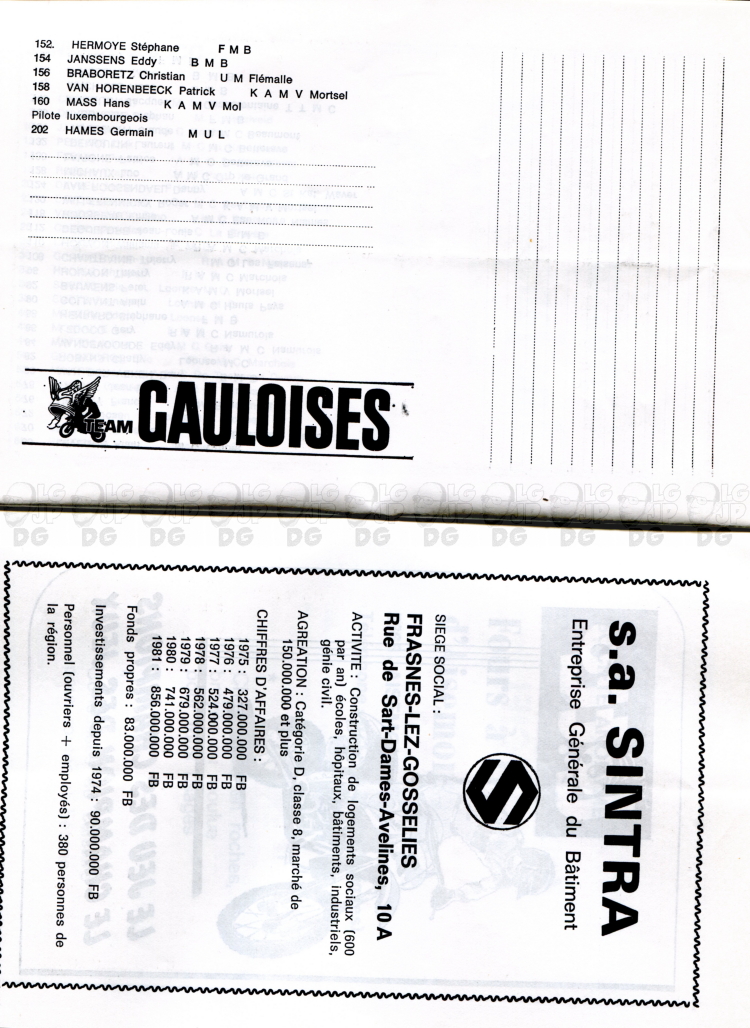 152. HERMOYE Stéphane F M B
154 JANSSENS Eddy B M B
156 BRABORETZ Christian U M Flémalle
158 VAN HORENBEECK Patrick K A M V Mortsel
160 MASS Hans K A M V Mol
Pilote luxembourgeois
202 HAMES Germain M U L
TEAM GAULOISES
s.a. SINTRA
Entreprise Générale du Bâtiment
S
SIEGE SOCIAL :
FRASNES-LEZ-GOSSELIES
Rue de Sart-Dames-Avelines, 10 A
ACTIVITE : Construction de logements sociaux (600
par an) écoles, hôpitaux, bâtiments, industriels,
génie civil.
AGREATION : Catégorie D, classe 8, marché de
150.000.000 et plus
CHIFFRES D'AFFAIRES :
1975 : 327.000.000 FB
1976 : 479.000.000 FB
1977 : 524.000.000 FB
1978 : 562.000.000 FB
1979 : 679.000.000 FB
1980 : 741.000.000 FB
1981 : 856.000.000 FB
Fonds propres : 83.000.000 FB
Investissements depuis 1974 : 90.000.000 FB
Personnel (ouvriers + employés) : 380 personnes de
la région.